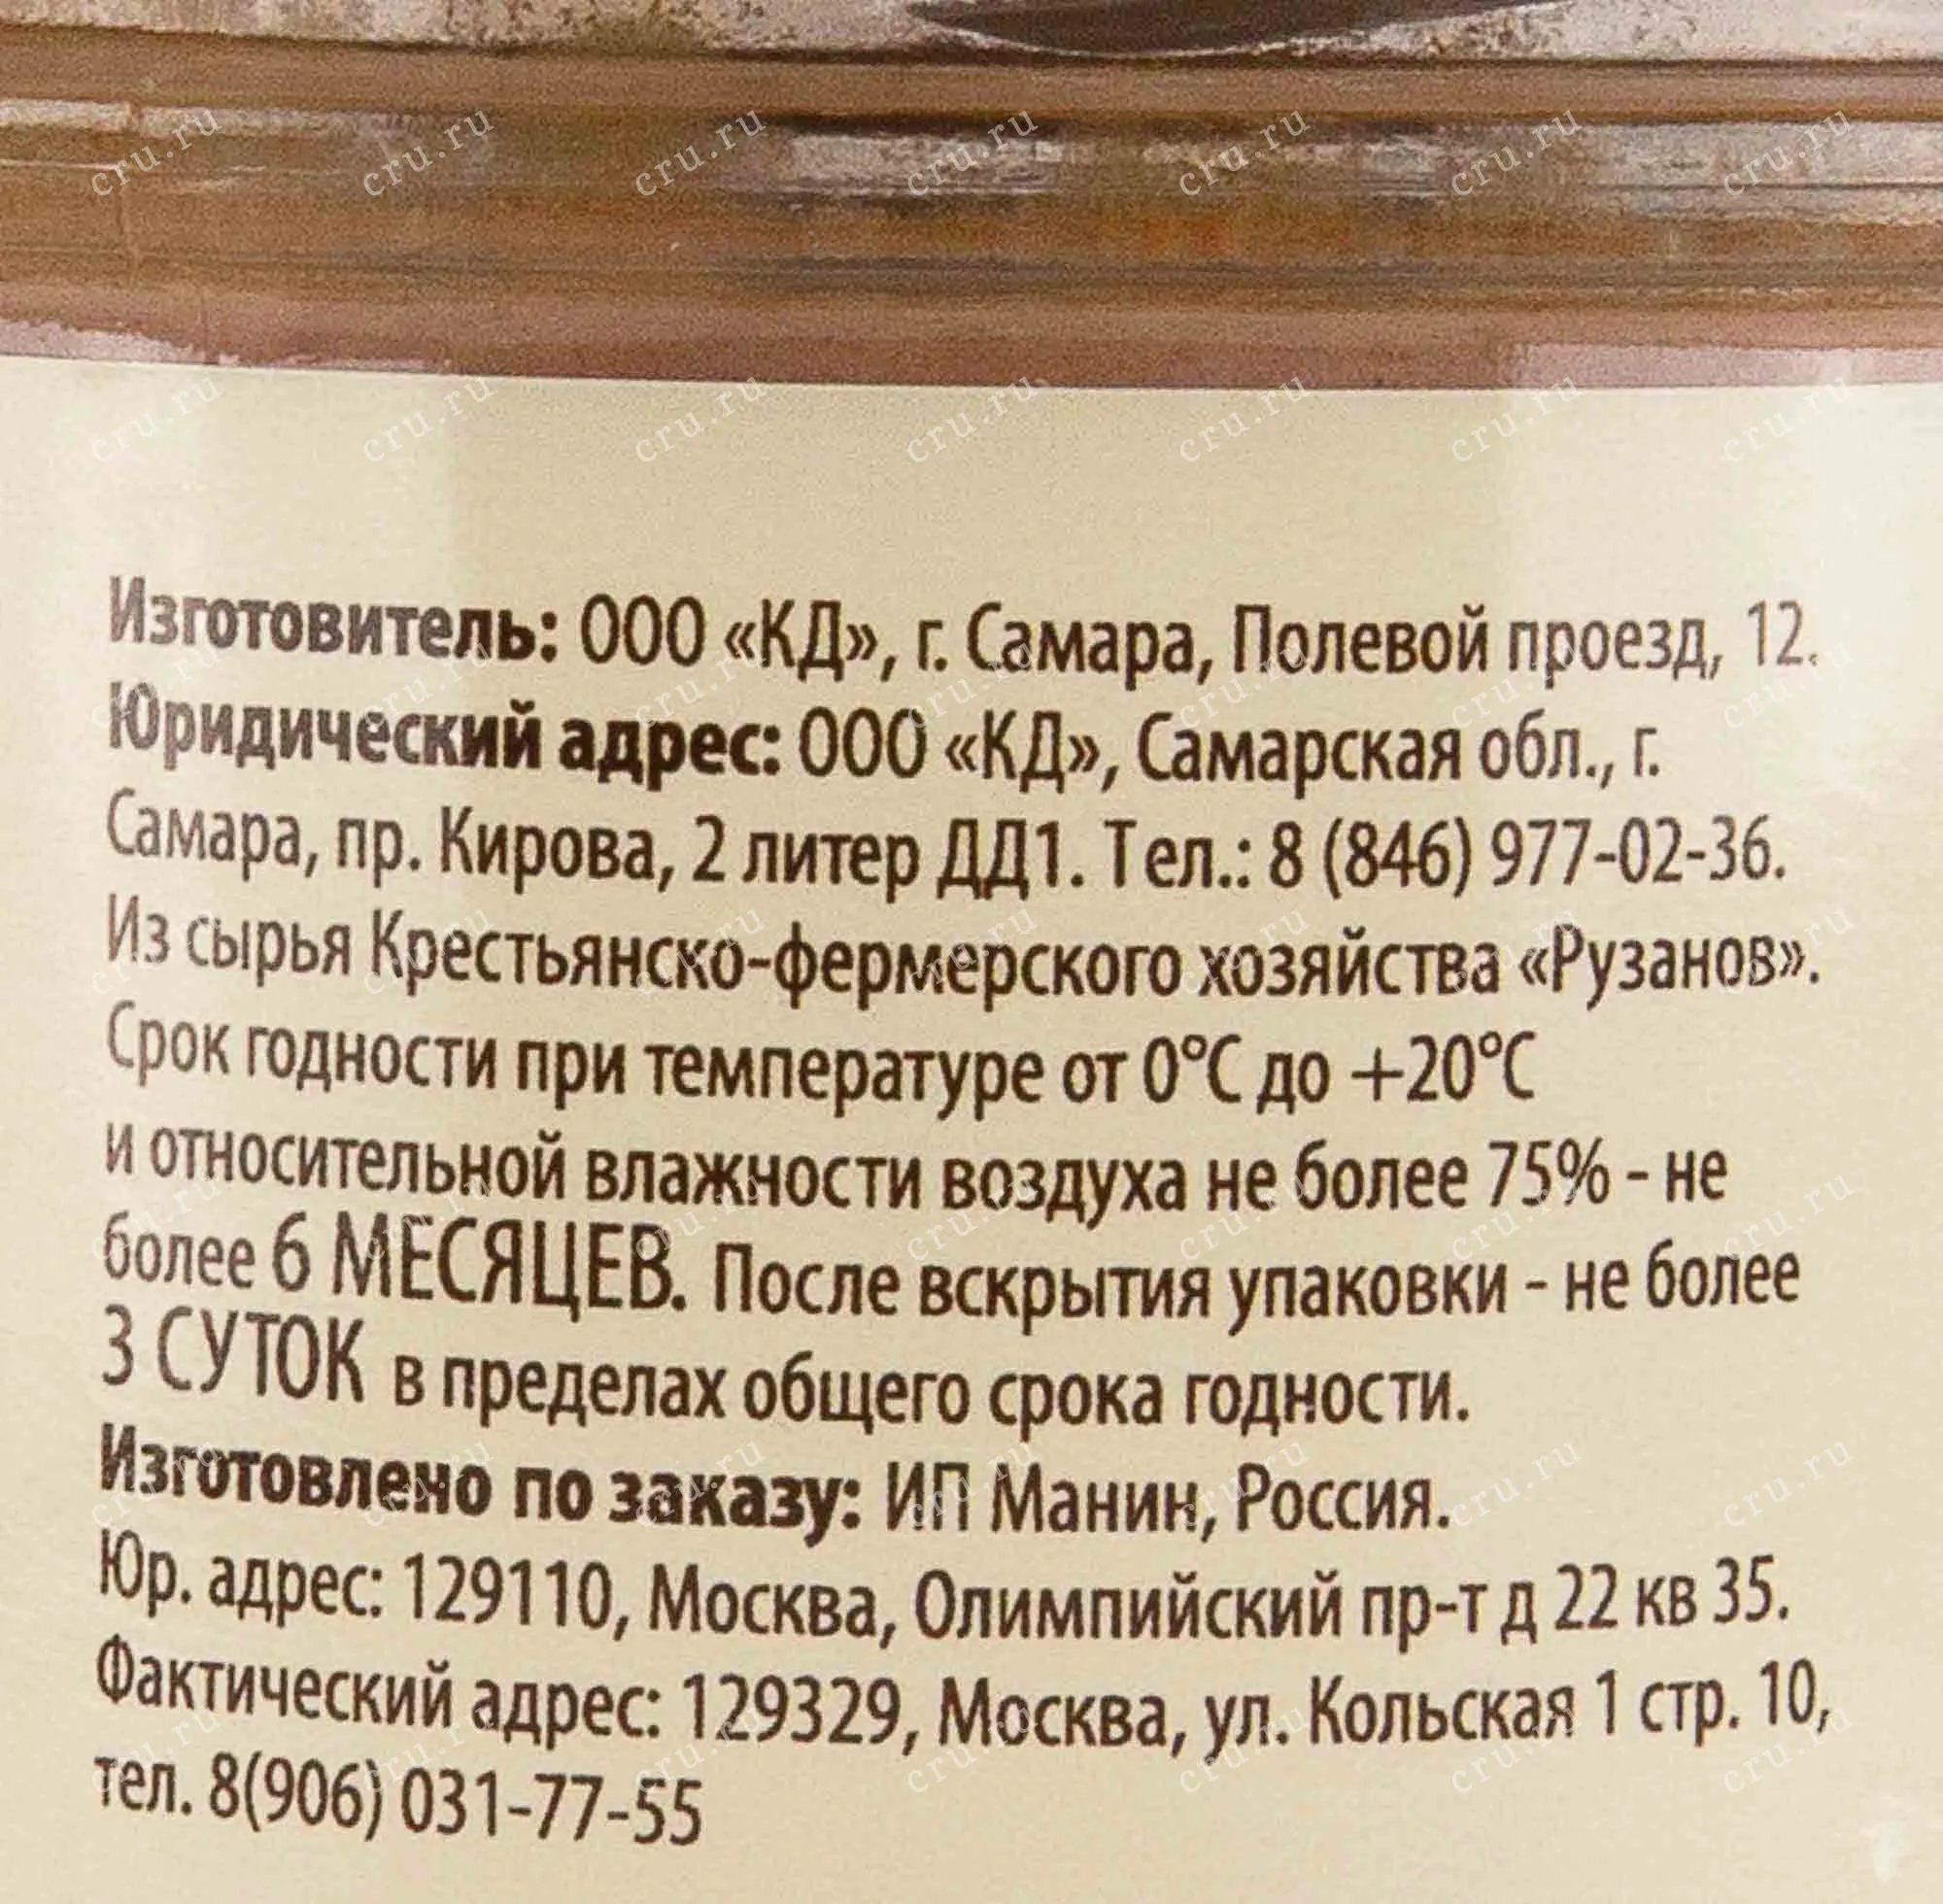 Изготовитель: ООО «КД», г. Самара, Полевой проезд, 12.
Юридический адрес: ООО «КД», Самарская обл., г.
Самара, пр. Кирова, 2 литер ДД1. Тел.: 8 (846) 977-02-36.
Из сырья Крестьянско-фермерского хозяйства «Рузанов».
Срок годности при температуре от 0°С до +20°С
и относительной влажности воздуха не более 75% - не
более 6 МЕСЯЦЕВ. После вскрытия упаковки - не более
3 СУТОК в пределах общего срока годности.
Изготовлено по заказу: ИП Манин, Россия.
Юр. адрес: 129110, Москва, Олимпийский пр-т д 22 кв 35.
Фактический адрес: 129329, Москва, ул. Кольская 1 стр. 10,
тел. 8(906) 031-77-55
cru.ru